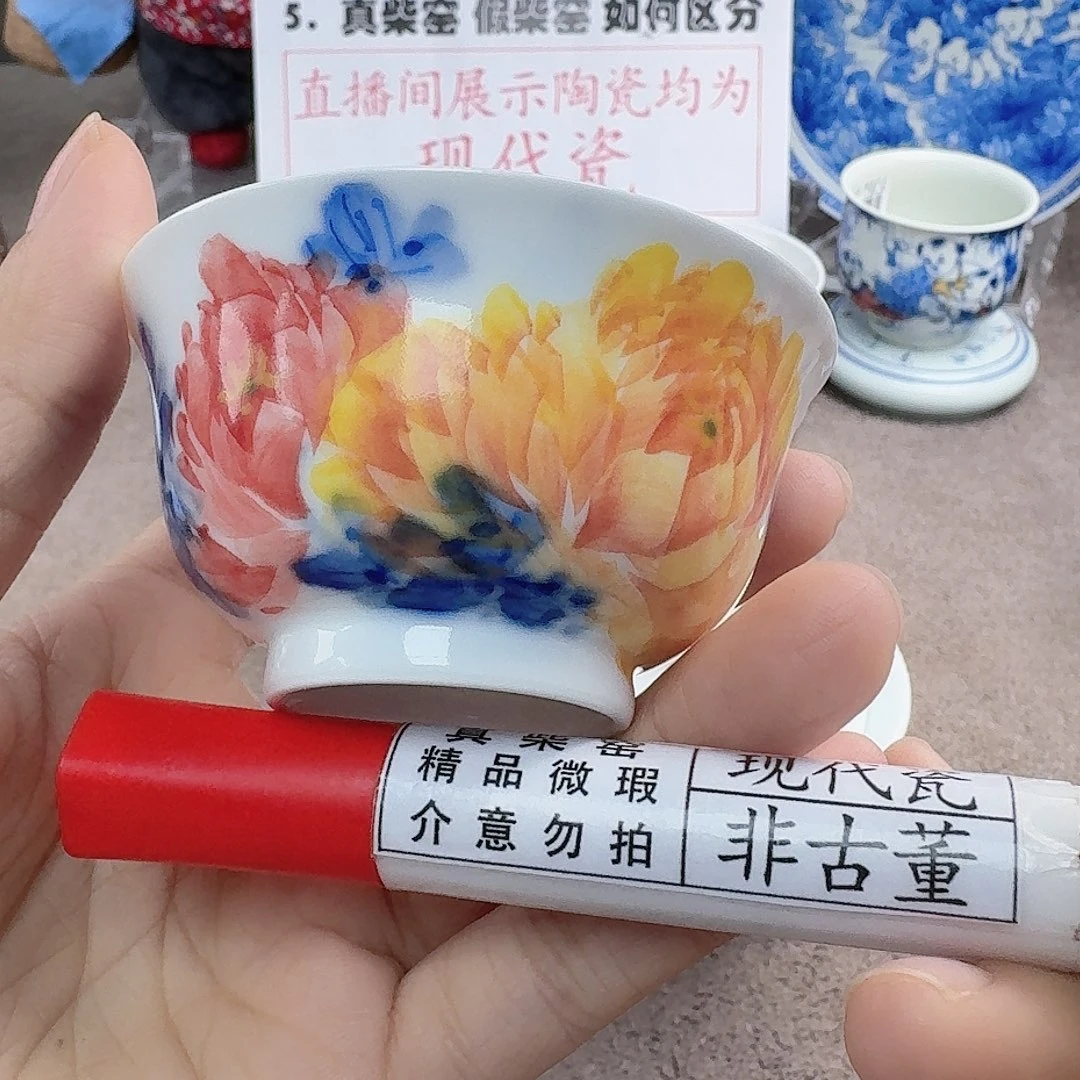 5. 真柴窑 假柴窑 如何区分
直播间展示陶瓷均为
现代瓷
真柴窑
精品微瑕
介意勿拍
现代瓷
非古董